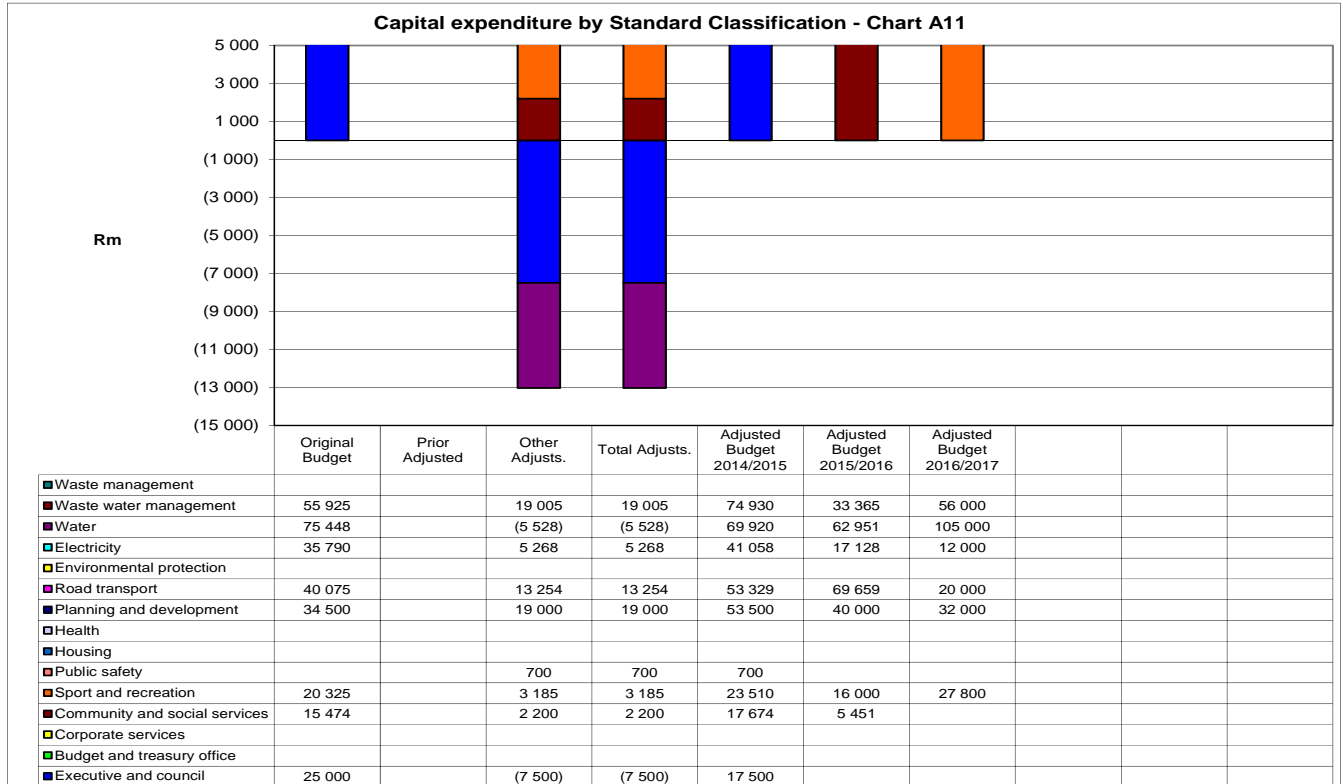 Capital expenditure by Standard Classification - Chart A11
5 000
3 000
1 000
(1 000)
(3 000)
(5 000)
(7 000)
(9 000)
(11 000)
(13 000)
(15 000)
Rm
Original Budget Prior Adjusted Other Adjusts. Total Adjusts. Adjusted Budget 2014/2015 Adjusted Budget 2015/2016 Adjusted Budget 2016/2017
Waste management
Waste water management 55 925 19 005 19 005 74 930 33 365 56 000
Water 75 448 (5 528) (5 528) 69 920 62 951 105 000
Electricity 35 790 5 268 5 268 41 058 17 128 12 000
Environmental protection
Road transport 40 075 13 254 13 254 53 329 69 659 20 000
Planning and development 34 500 19 000 19 000 53 500 40 000 32 000
Health
Housing
Public safety 700 700 700
Sport and recreation 20 325 3 185 3 185 23 510 16 000 27 800
Community and social services 15 474 2 200 2 200 17 674 5 451
Corporate services
Budget and treasury office
Executive and council 25 000 (7 500) (7 500) 17 500